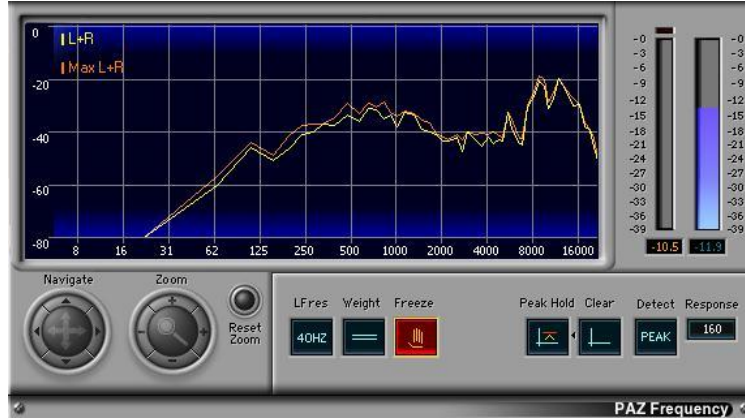 0
L+R
Max L+R
-20
-40
-60
-80
8 16 31 62 125 250 500 1000 2000 4000 8000 16000
-0 -0
-3 -3
-6 -6
-9 -9
-12 -12
-15 -15
-18 -18
-21 -21
-24 -24
-27 -27
-30 -30
-33 -33
-36 -36
-39 -39
-10.5 -11.9
Navigate Zoom
Reset
Zoom
LF res Weight Freeze Peak Hold Clear Detect Response
40HZ PEAK 160
PAZ Frequency